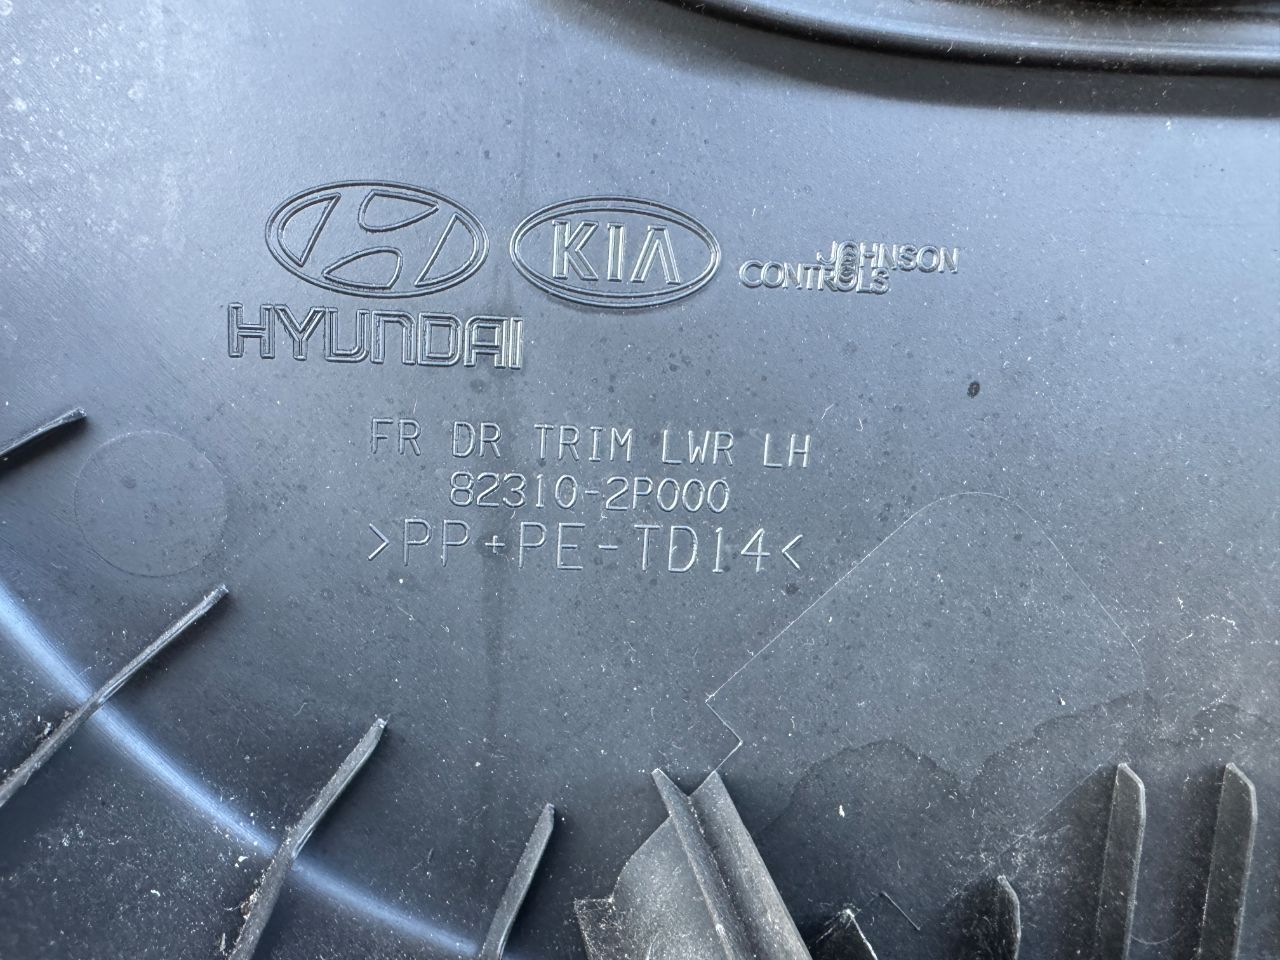 KIA
JOHNSON
CONTROLS
HYUNDAI
FR DR TRIM LWR LH
82310-2P000
>PP+PE-TD14<